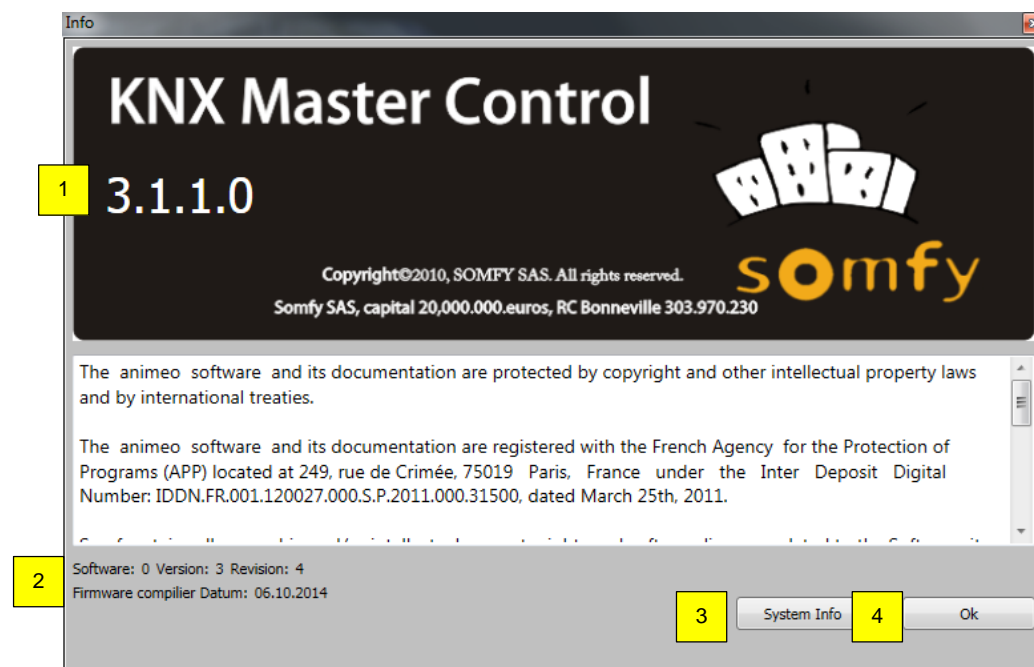 Info
KNX Master Control
1
3.1.1.0
somfy
Copyright©2010, SOMFY SAS. All rights reserved.
Somfy SAS, capital 20,000.000.euros, RC Bonneville 303.970.230
The animeo software and its documentation are protected by copyright and other intellectual property laws
and by international treaties.
The animeo software and its documentation are registered with the French Agency for the Protection of
Programs (APP) located at 249, rue de Crimée, 75019 Paris, France under the Inter Deposit Digital
Number: IDDN.FR.001.120027.000.S.P.2011.000.31500, dated March 25th, 2011.
2
Software: 0 Version: 3 Revision: 4
Firmware compilier Datum: 06.10.2014
3
System Info
4
Ok